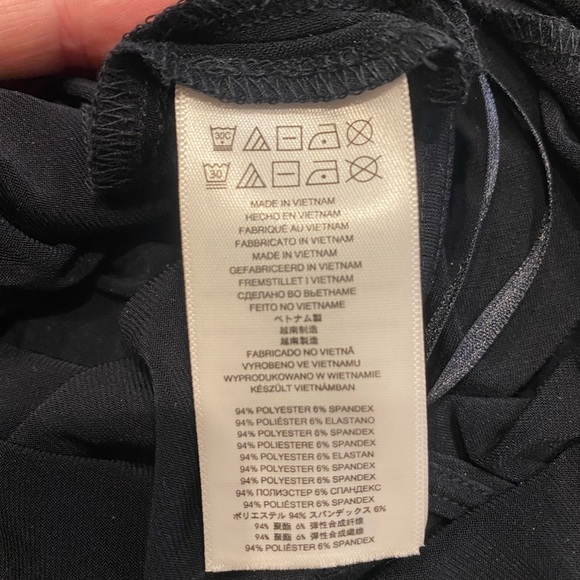 30C
30
MADE IN VIETNAM
HECHO EN VIETNAM
FABRIQUÉ AU VIETNAM
FABBRICATO IN VIETNAM
MADE IN VIETNAM
GEFABRICEERD IN VIETNAM
FREMSTILLET I VIETNAM
СДЕЛАНО ВО ВЬЕТНАМЕ
FEITO NO VIETNAME
ベトナム製
越南制造
越南製造
FABRICADO NO VIETNÃ
VYROBENO VE VIETNAMU
WYPRODUKOWANO W VIETNAMIE
KÉSZÜLT VIETNÁMBAN
94% POLYESTER 6% SPANDEX
94% POLIÉSTER 6% ELASTANO
94% POLYESTER 6% SPANDEX
94% POLIESTERE 6% SPANDEX
94% POLYESTER 6% ELASTAN
94% POLYESTER 6% SPANDEX
94% POLYESTER 6% SPANDEX
94% ПОЛИЭСТЕР 6% СПАНДЕКС
94% POLIÉSTER 6% SPANDEX
ポリエステル 94% スパンデックス 6%
94% 聚酯 6% 弹性合成纤维
94% 聚酯 6% 彈性合成纖維
94% POLIÉSTER 6% SPANDEX